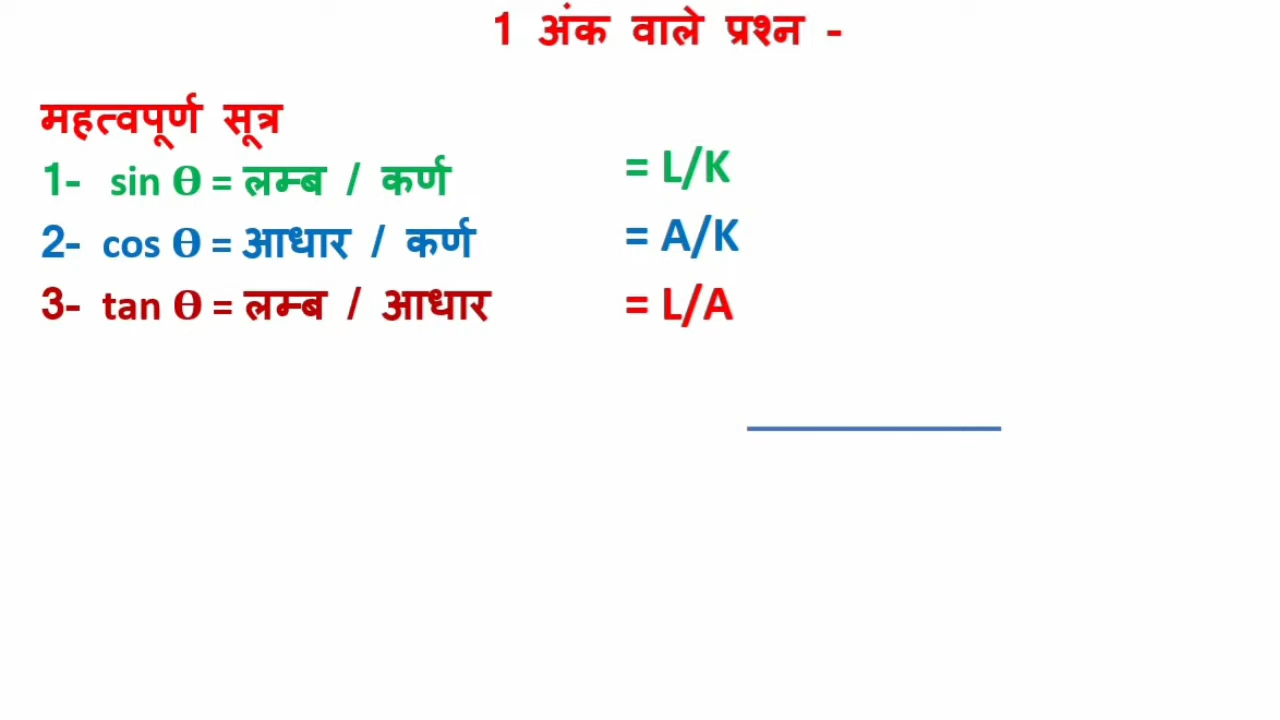 1 अंक वाले प्रश्न -
महत्वपूर्ण सूत्र
1- sin Ɵ = लम्ब / कर्ण = L/K
2- cos Ɵ = आधार / कर्ण = A/K
3- tan Ɵ = लम्ब / आधार = L/A